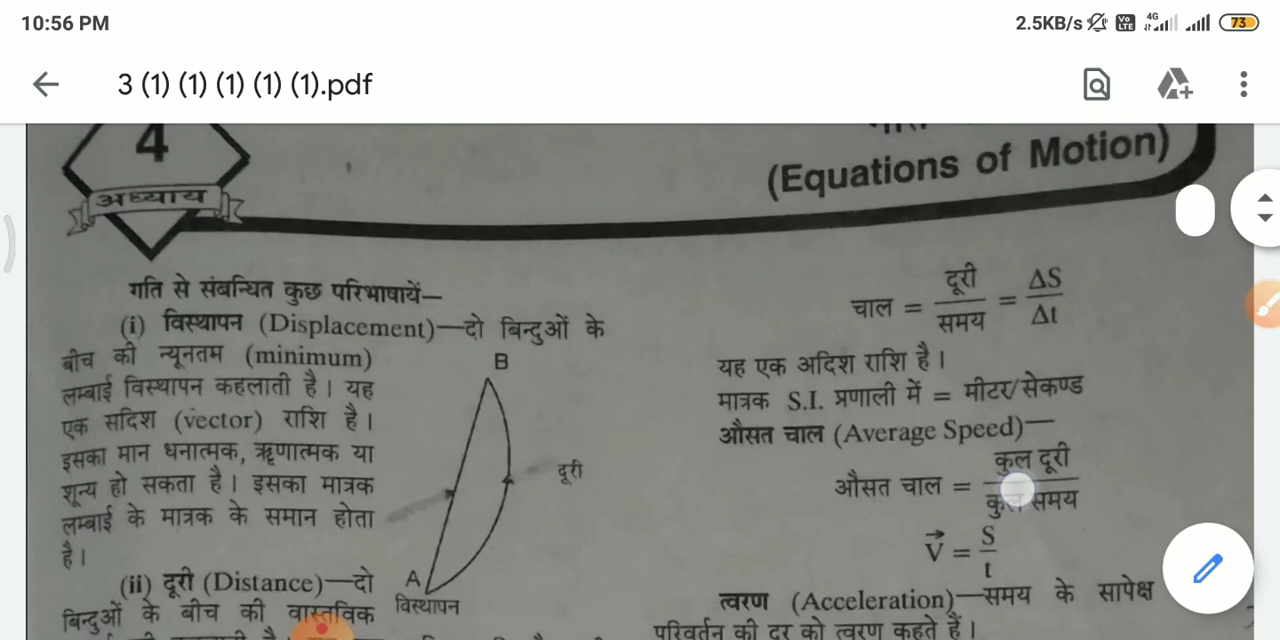 10:56 PM
2.5KB/s
Vo LTE
4G
73
3 (1) (1) (1) (1) (1).pdf
4
अध्याय
(Equations of Motion)
गति से संबन्धित कुछ परिभाषायें—
(i) विस्थापन (Displacement)—दो बिन्दुओं के
बीच की न्यूनतम (minimum)
लम्बाई विस्थापन कहलाती है। यह
एक सदिश (vector) राशि है।
इसका मान धनात्मक, ऋृणात्मक या
शून्य हो सकता है। इसका मात्रक
लम्बाई के मात्रक के समान होता
है।
B
दूरी
A
विस्थापन
(ii) दूरी (Distance)—दो
बिन्दुओं के बीच की वास्तविक
चाल = दूरी / समय = ΔS / Δt
यह एक अदिश राशि है।
मात्रक S.I. प्रणाली में = मीटर/सेकण्ड
औसत चाल (Average Speed)—
औसत चाल = कुल दूरी / कुल समय
V⃗ = S / t
त्वरण (Acceleration)—समय के सापेक्ष
परिवर्तन की दर को त्वरण कहते हैं।